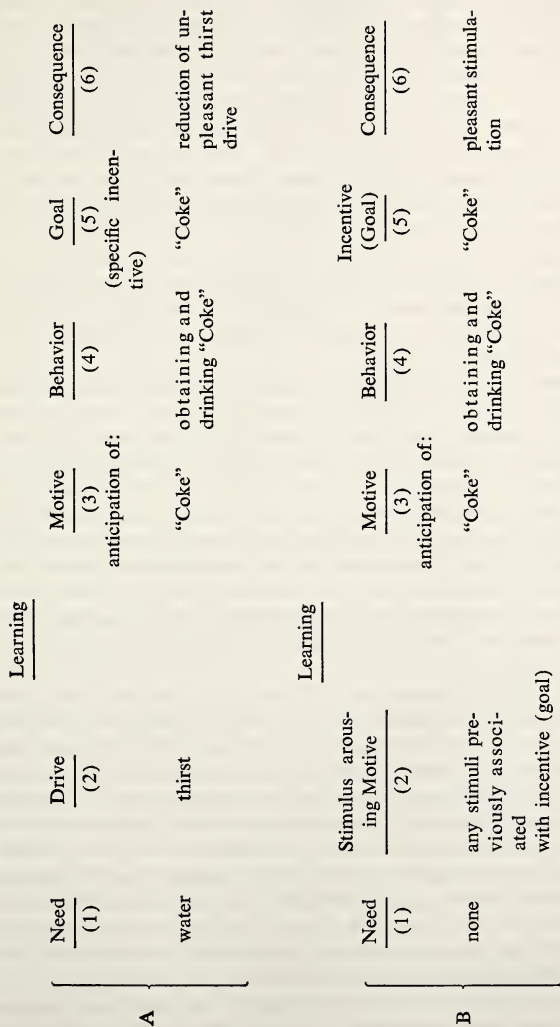 Learning
Need Drive Motive Behavior Goal Consequence
(1) (2) (3) (4) (5) (6)
anticipation of: (specific incen-
tive)
water thirst "Coke" obtaining and "Coke" reduction of un-
drinking "Coke" pleasant thirst
drive
A
Learning
Stimulus arous- Incentive
Need ing Motive Motive Behavior (Goal) Consequence
(1) (2) (3) (4) (5) (6)
anticipation of:
none any stimuli pre- "Coke" obtaining and "Coke" pleasant stimula-
viously associ- drinking "Coke" tion
ated
with incentive (goal)
B